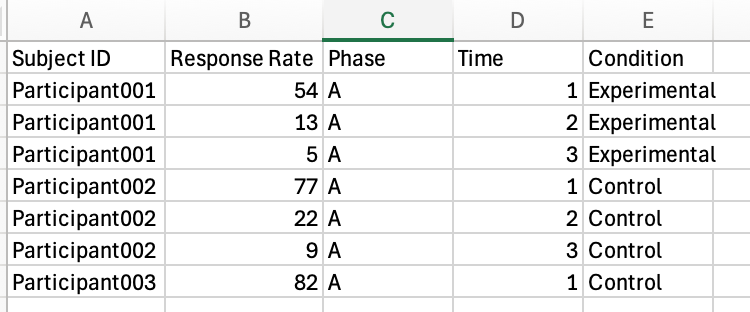 A B C D E
Subject ID Response Rate Phase Time Condition
Participant001 54 A 1 Experimental
Participant001 13 A 2 Experimental
Participant001 5 A 3 Experimental
Participant002 77 A 1 Control
Participant002 22 A 2 Control
Participant002 9 A 3 Control
Participant003 82 A 1 Control